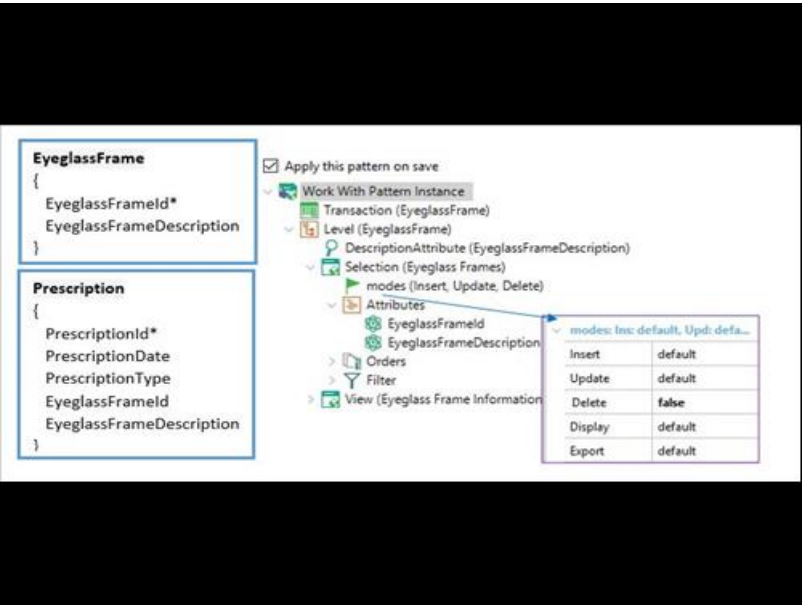 EyeglassFrame
{
EyeglassFrameId*
EyeglassFrameDescription
}
Prescription
{
PrescriptionId*
PrescriptionDate
PrescriptionType
EyeglassFrameId
EyeglassFrameDescription
}
Apply this pattern on save
Work With Pattern Instance
Transaction (EyeglassFrame)
Level (EyeglassFrame)
DescriptionAttribute (EyeglassFrameDescription)
Selection (Eyeglass Frames)
modes (Insert, Update, Delete)
Attributes
EyeglassFrameId
EyeglassFrameDescription
Orders
Filter
View (Eyeglass Frame Information
modes: Ins: default, Upd: defa...
Insert default
Update default
Delete false
Display default
Export default